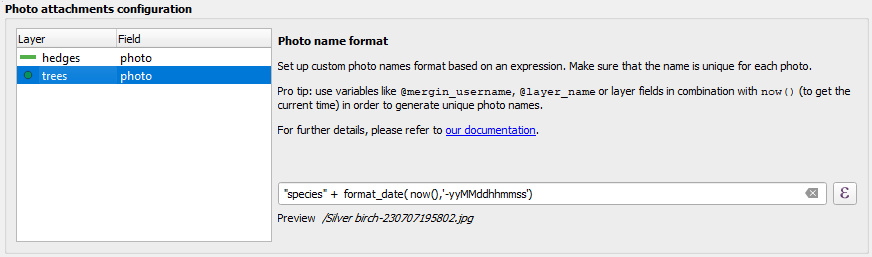 Photo attachments configuration
Layer Field
hedges photo
trees photo
Photo name format
Set up custom photo names format based on an expression. Make sure that the name is unique for each photo.
Pro tip: use variables like @mergin_username, @layer_name or layer fields in combination with now() (to get the
current time) in order to generate unique photo names.
For further details, please refer to our documentation.
"species" + format_date( now(),'-yyMMddhhmmss')
ε
Preview /Silver birch-230707195802.jpg